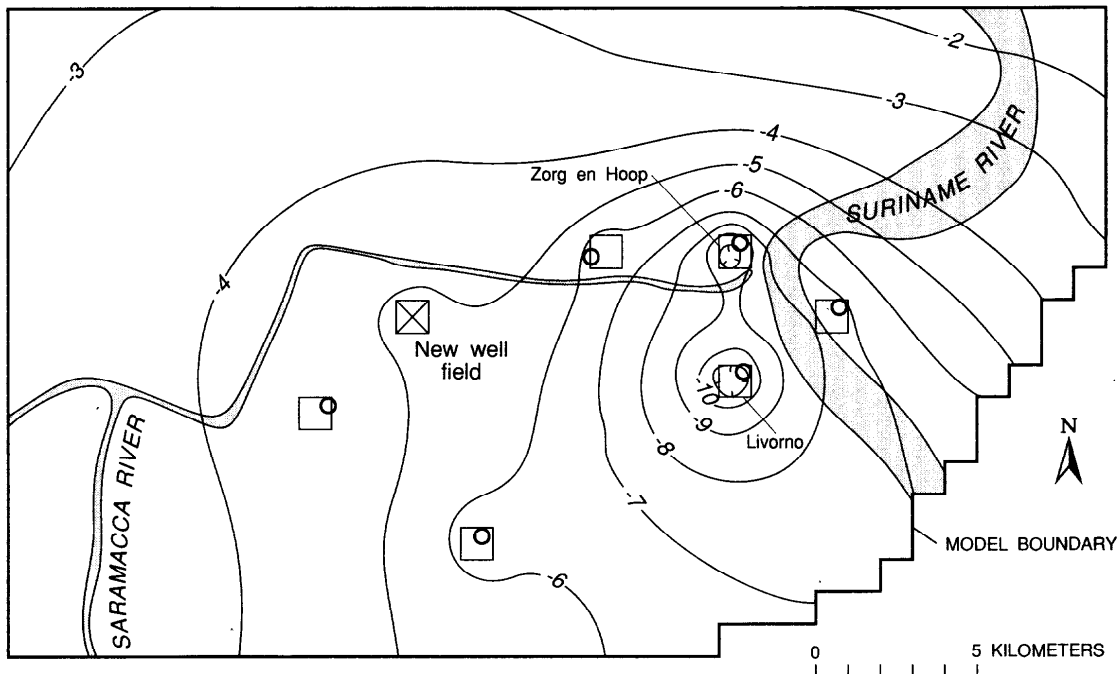 -2
-3
-3
-4
-5
-6
Zorg en Hoop
SURINAME RIVER
-4
New well
field
-10
-9
-8
Livorno
N
-7
SARAMACCA RIVER
-6
MODEL BOUNDARY
0 5 KILOMETERS